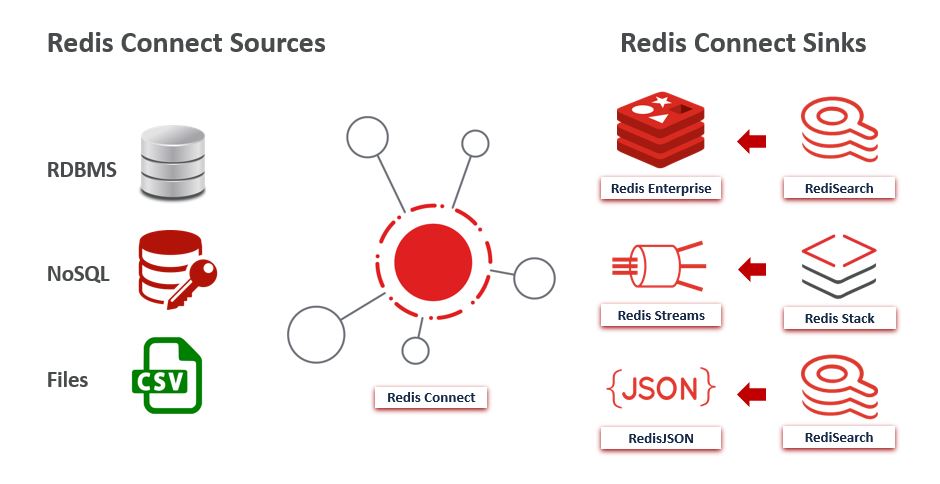 Redis Connect Sources
Redis Connect Sinks
RDBMS
NoSQL
Files
CSV
Redis Connect
Redis Enterprise
RediSearch
Redis Streams
Redis Stack
{JSON}
RedisJSON
RediSearch